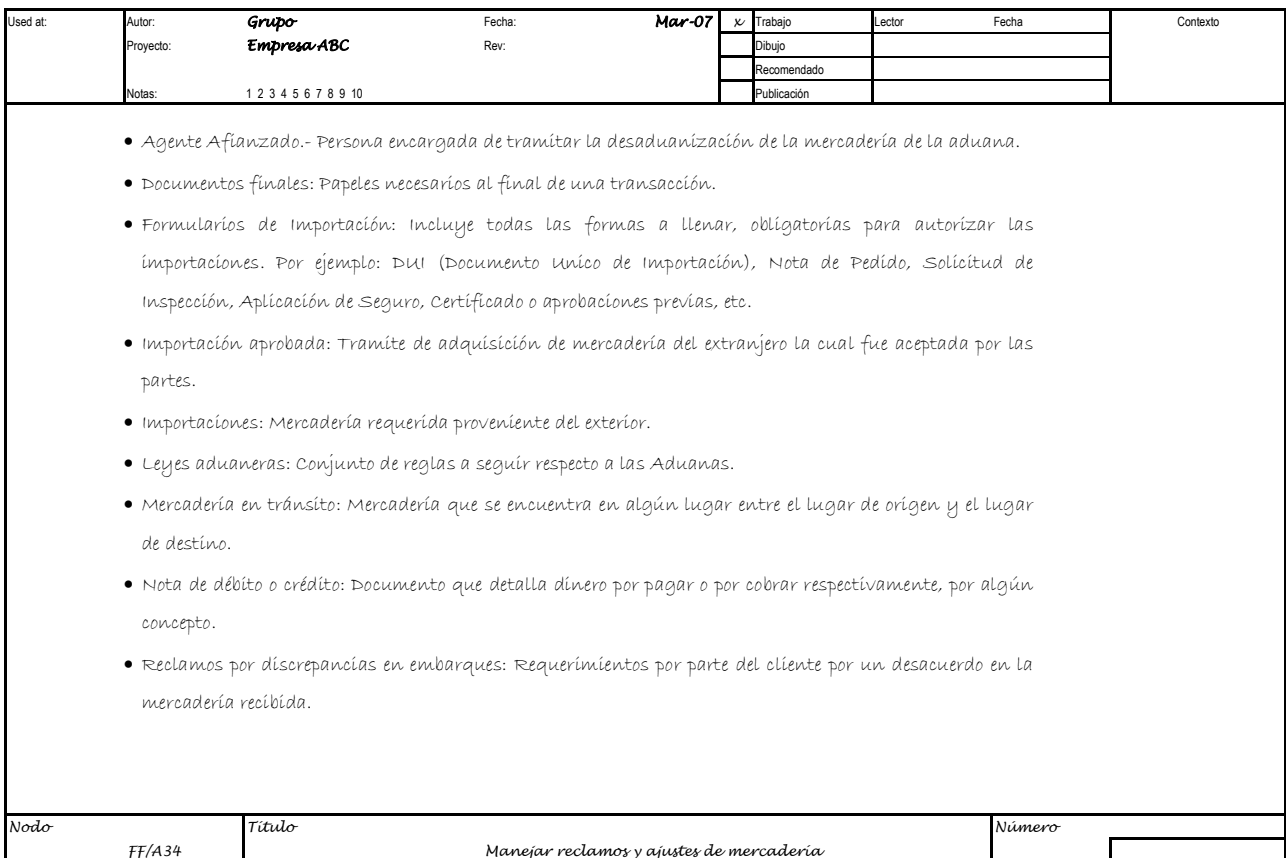 Used at: Autor: Grupo Fecha: Mar-07 x Trabajo Lector Fecha Contexto
Proyecto: Empresa ABC Rev: Dibujo
Recomendado
Notas: 1 2 3 4 5 6 7 8 9 10 Publicación
• Agente Afianzado.- Persona encargada de tramitar la desaduanización de la mercadería de la aduana.
• Documentos finales: Papeles necesarios al final de una transacción.
• Formularios de Importación: Incluye todas las formas a llenar, obligatorias para autorizar las
importaciones. Por ejemplo: DUI (Documento Unico de Importación), Nota de Pedido, Solicitud de
Inspección, Aplicación de Seguro, Certificado o aprobaciones previas, etc.
• Importación aprobada: Tramite de adquisición de mercadería del extranjero la cual fue aceptada por las
partes.
• Importaciones: Mercadería requerida proveniente del exterior.
• Leyes aduaneras: Conjunto de reglas a seguir respecto a las Aduanas.
• Mercadería en tránsito: Mercadería que se encuentra en algún lugar entre el lugar de origen y el lugar
de destino.
• Nota de débito o crédito: Documento que detalla dinero por pagar o por cobrar respectivamente, por algún
concepto.
• Reclamos por discrepancias en embarques: Requerimientos por parte del cliente por un desacuerdo en la
mercadería recibida.
Nodo Título Número
FF/A34 Manejar reclamos y ajustes de mercadería